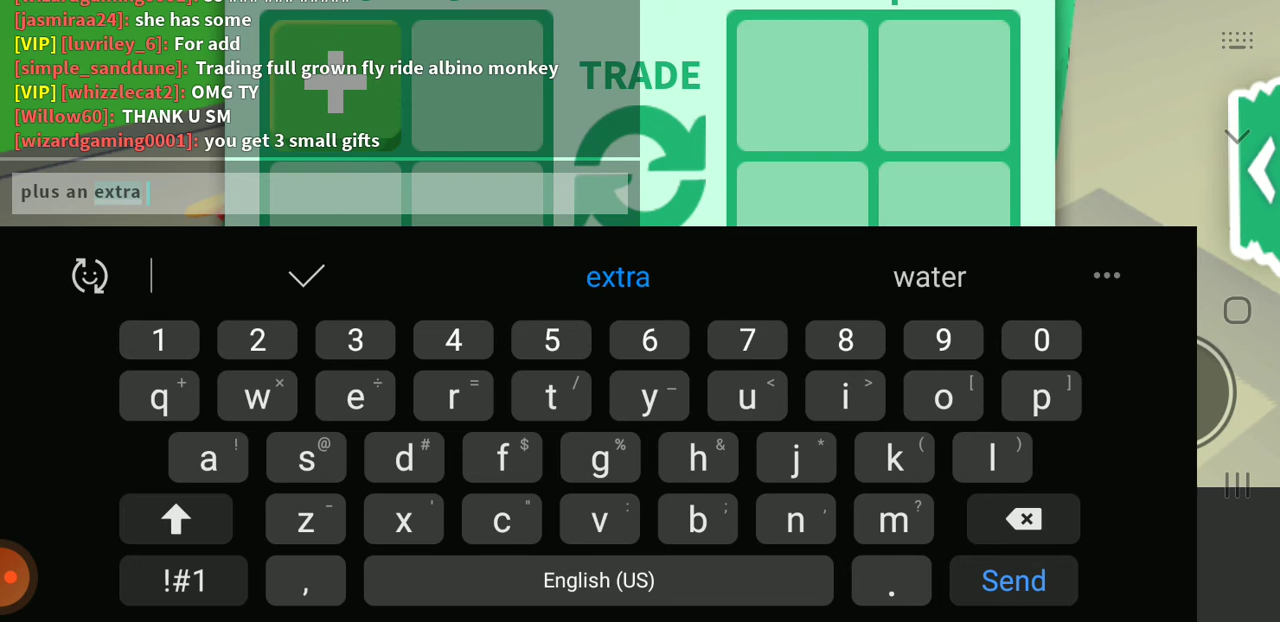 [jasmiraa24]: she has some
[VIP] [luvriley_6]: For add
[simple_sanddune]: Trading full grown fly ride albino monkey
[VIP] [whizzlecat2]: OMG TY
[Willow60]: THANK U SM
[wizardgaming0001]: you get 3 small gifts
TRADE
plus an extra
extra water
1 2 3 4 5 6 7 8 9 0
q + w × e ÷ r = t / y _ u < i > o [ p ]
a ! s @ d # f $ g % h & j * k ( l )
z - x ' c " v : b ; n , m ?
!#1 , English (US) . Send